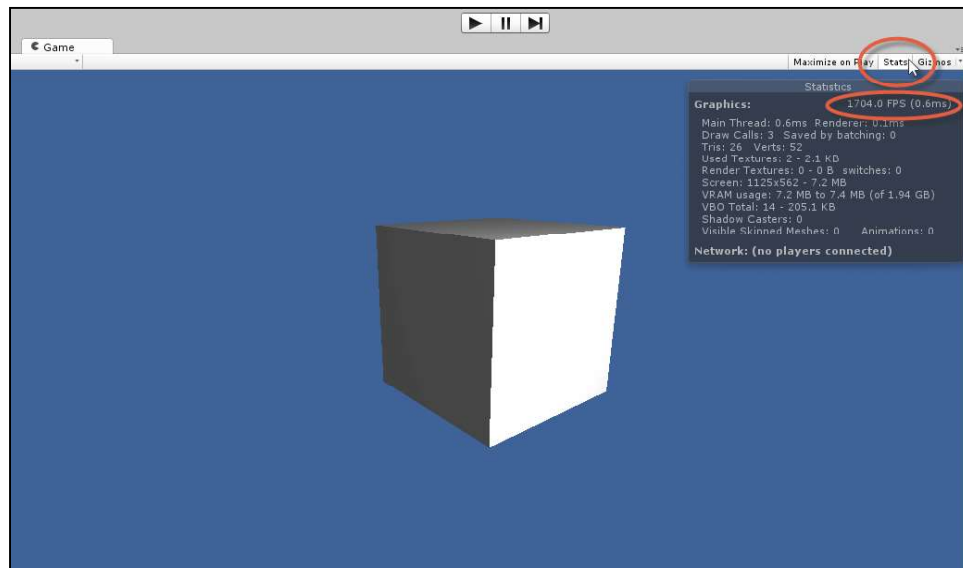 Game
Maximize on Play Stats Gizmos
Statistics
Graphics: 1704.0 FPS (0.6ms)
Main Thread: 0.6ms Renderer: 0.1ms
Draw Calls: 3 Saved by batching: 0
Tris: 26 Verts: 52
Used Textures: 2 - 2.1 KB
Render Textures: 0 - 0 B switches: 0
Screen: 1125x562 - 7.2 MB
VRAM usage: 7.2 MB to 7.4 MB (of 1.94 GB)
VBO Total: 14 - 205.1 KB
Shadow Casters: 0
Visible Skinned Meshes: 0 Animations: 0
Network: (no players connected)